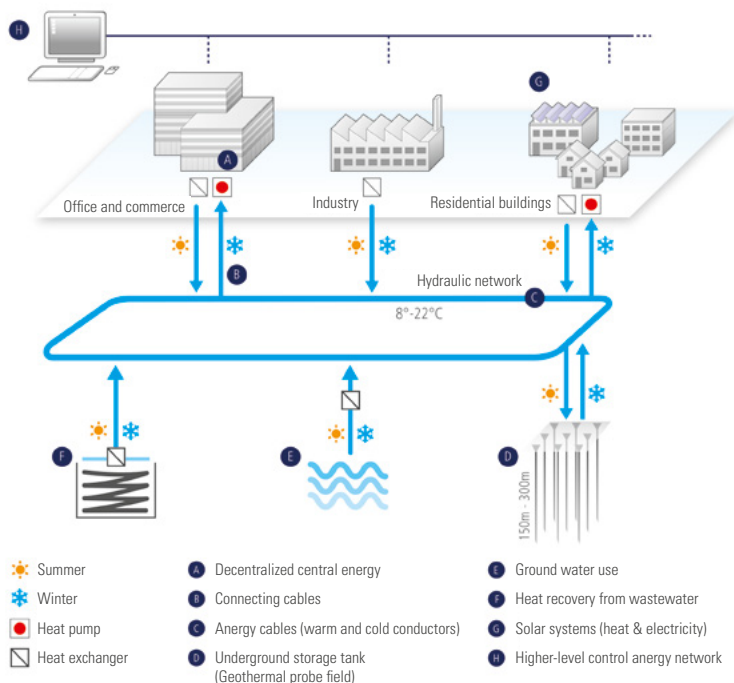 H
G
A
Office and commerce
Industry
Residential buildings
B
Hydraulic network
C
8°-22°C
F
E
D
150m - 300m
Summer
A Decentralized central energy
E Ground water use
Winter
B Connecting cables
F Heat recovery from wastewater
Heat pump
C Anergy cables (warm and cold conductors)
G Solar systems (heat & electricity)
Heat exchanger
D Underground storage tank
(Geothermal probe field)
H Higher-level control anergy network